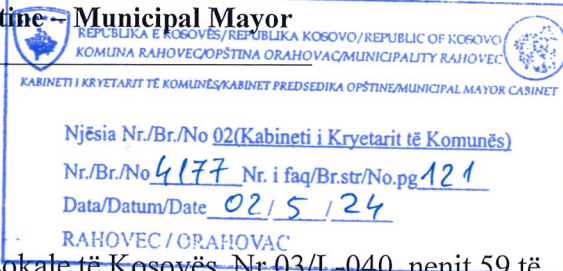 tine – Municipal Mayor
REPUBLIKA E KOSOVËS/REPUBLIKA KOSOVO/REPUBLIC OF KOSOVO
KOMUNA RAHOVEC/OPŠTINA ORAHOVAC/MUNICIPALITY RAHOVEC
KABINETI I KRYETARIT TË KOMUNËS/KABINET PREDSEDIKA OPŠTINE/MUNICIPAL MAYOR CABINET
Njësia Nr./Br./No 02(Kabineti i Kryetarit të Komunës)
Nr./Br./No 4177 Nr. i faq/Br.str/No.pg 121
Data/Datum/Date 02/5/24
RAHOVEC / ORAHOVAC
okale të Kosovës, Nr.03/L-040, nenit 59 të